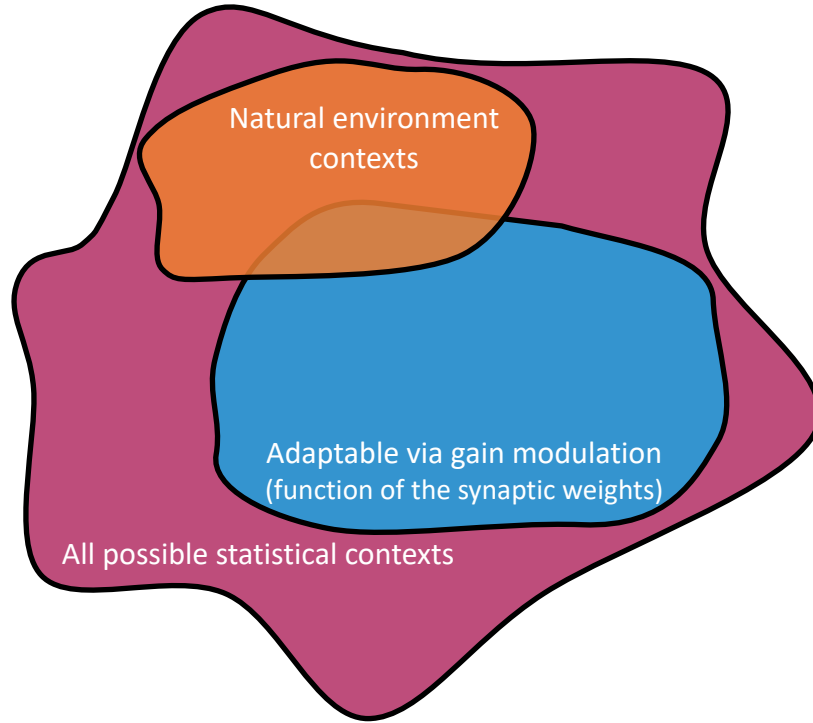 Natural environment
contexts
Adaptable via gain modulation
(function of the synaptic weights)
All possible statistical contexts